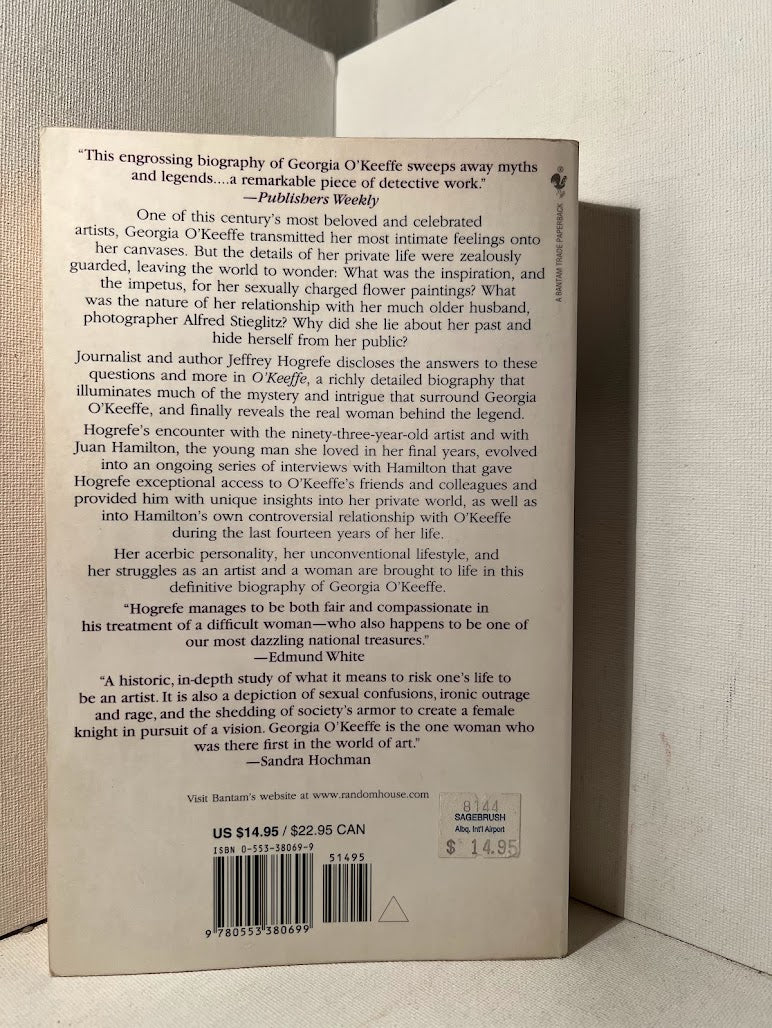 “This engrossing biography of Georgia O’Keeffe sweeps away myths
and legends....a remarkable piece of detective work.”
—Publishers Weekly
One of this century’s most beloved and celebrated
artists, Georgia O’Keeffe transmitted her most intimate feelings onto
her canvases. But the details of her private life were zealously
guarded, leaving the world to wonder: What was the inspiration, and
the impetus, for her sexually charged flower paintings? What
was the nature of her relationship with her much older husband,
photographer Alfred Stieglitz? Why did she lie about her past and
hide herself from her public?
Journalist and author Jeffrey Hogrefe discloses the answers to these
questions and more in O’Keeffe, a richly detailed biography that
illuminates much of the mystery and intrigue that surround Georgia
O’Keeffe, and finally reveals the real woman behind the legend.
Hogrefe’s encounter with the ninety-three-year-old artist and with
Juan Hamilton, the young man she loved in her final years, evolved
into an ongoing series of interviews with Hamilton that gave
Hogrefe exceptional access to O’Keeffe’s friends and colleagues and
provided him with unique insights into her private world, as well as
into Hamilton’s own controversial relationship with O’Keeffe
during the last fourteen years of her life.
Her acerbic personality, her unconventional lifestyle, and
her struggles as an artist and a woman are brought to life in this
definitive biography of Georgia O’Keeffe.
“Hogrefe manages to be both fair and compassionate in
his treatment of a difficult woman—who also happens to be one of
our most dazzling national treasures.”
—Edmund White
“A historic, in-depth study of what it means to risk one’s life to
be an artist. It is also a depiction of sexual confusions, ironic outrage
and rage, and the shedding of society’s armor to create a female
knight in pursuit of a vision. Georgia O’Keeffe is the one woman who
was there first in the world of art.”
—Sandra Hochman
Visit Bantam’s website at www.randomhouse.com
US $14.95 / $22.95 CAN
ISBN 0-553-38069-9
51495
9 780553 380699
8144
SAGEBRUSH
Albq. Int'l Airport
$ 14.95
A BANTAM TRADE PAPERBACK
®